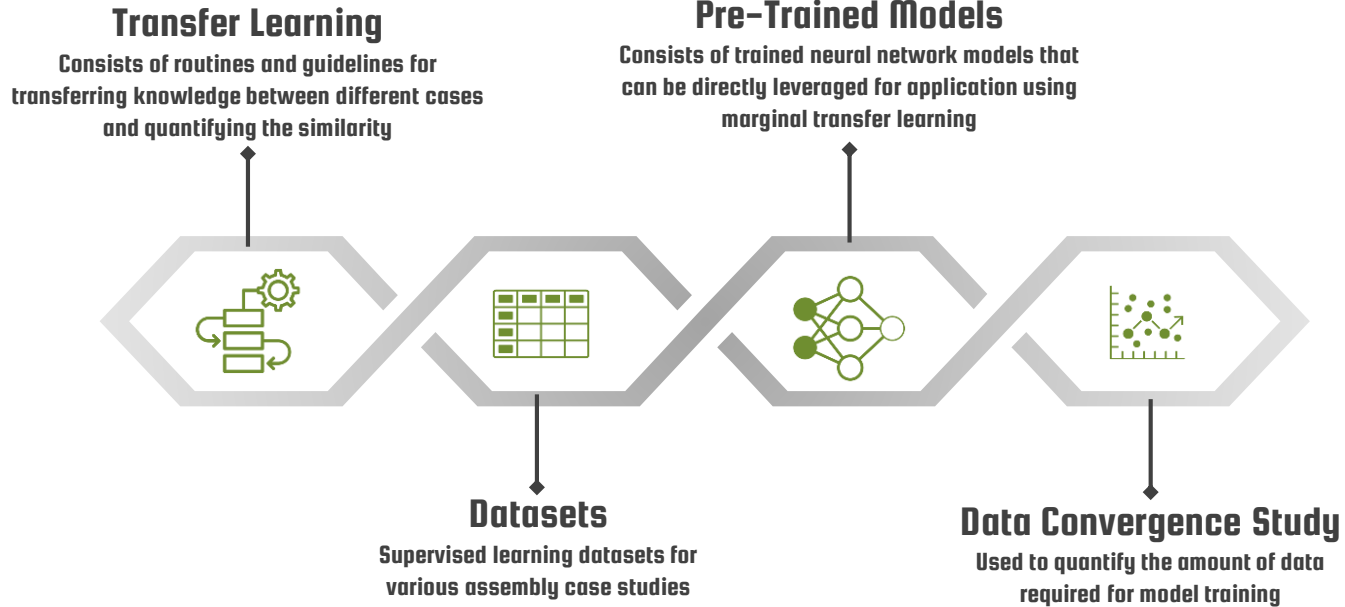 Transfer Learning
Consists of routines and guidelines for
transferring knowledge between different cases
and quantifying the similarity
Pre-Trained Models
Consists of trained neural network models that
can be directly leveraged for application using
marginal transfer learning
Datasets
Supervised learning datasets for
various assembly case studies
Data Convergence Study
Used to quantify the amount of data
required for model training